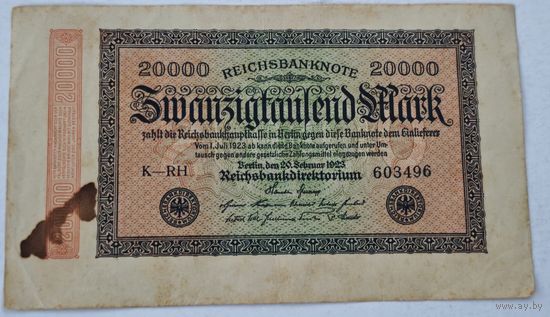 20000 REICHSBANKNOTE 20000
Zwanzigtausend Mark
zahlt die Reichsbankhauptkasse in Berlin gegen diese Banknote dem Einlieferer
Vom 1. Juli 1923 ab kann diese Banknote aufgerufen und unter Um-
tausch gegen andere gesetzliche Zahlungsmittel eingezogen werden
Berlin, den 20. Februar 1923
K—RH Reichsbankdirektorium 603496
20000
20000
www.ay.by